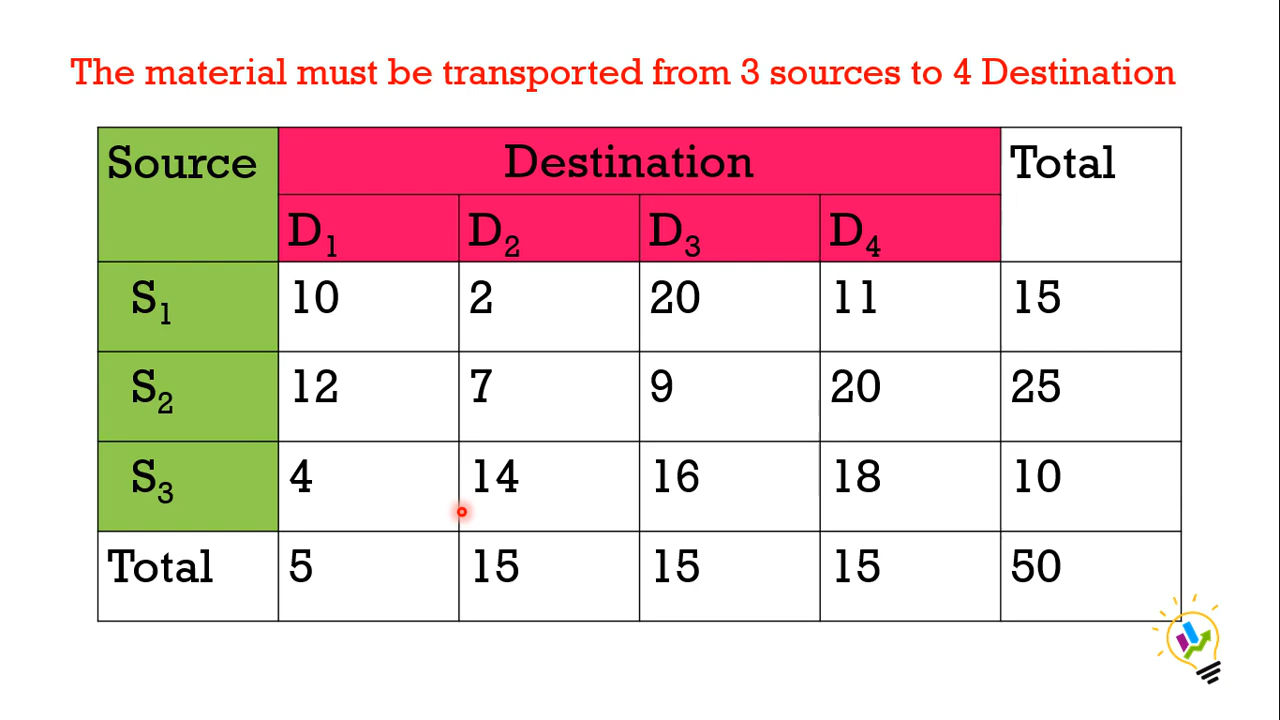 The material must be transported from 3 sources to 4 Destination
Source Destination Total
D₁ D₂ D₃ D₄
S₁ 10 2 20 11 15
S₂ 12 7 9 20 25
S₃ 4 14 16 18 10
Total 5 15 15 15 50